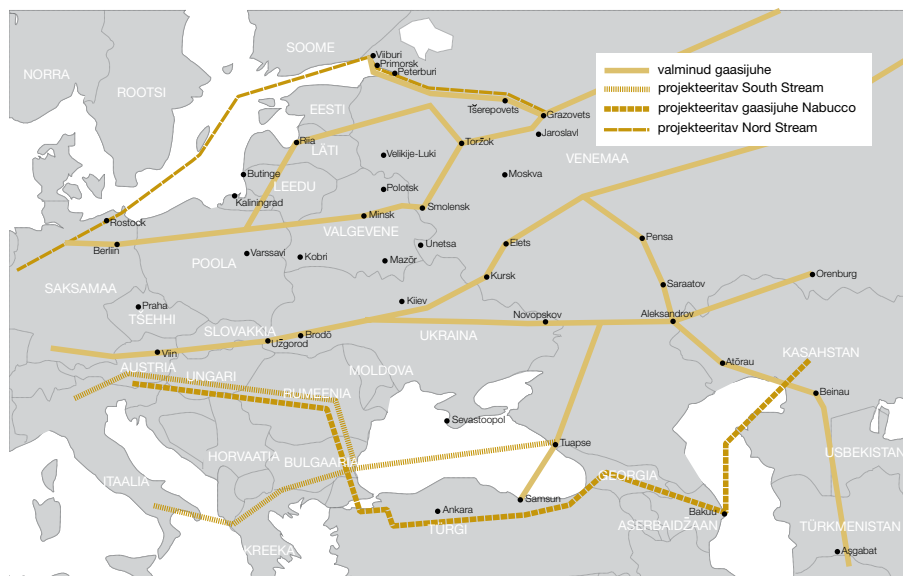 valminud gaasijuhe
projekteeritav South Stream
projekteeritav gaasijuhe Nabucco
projekteeritav Nord Stream
NORRA
ROOTSI
SOOME
Viiburi
Primorsk
Peterburi
EESTI
Tšerepovets
Grazovets
Jaroslavl
Riia
LÄTI
Toržok
VENEMAA
Velikije-Luki
Butinge
LEEDU
Moskva
Kaliningrad
Polotsk
Rostock
Minsk
Smolensk
VALGEVENE
Berliin
Varssavi
POOLA
Kobri
Unetsa
Mazõr
Elets
Pensa
SAKSAMAA
Kursk
Saraatov
Orenburg
Praha
TŠEHHI
Kiiev
Novopskov
Aleksandrov
SLOVAKKIA
Brodõ
UKRAINA
Užgorod
Viin
AUSTRIA
UNGARI
MOLDOVA
Atõrau
KASAHSTAN
RUMEENIA
Beinau
Sevastoopol
HORVAATIA
Tuapse
USBEKISTAN
BULGAARIA
ITAALIA
GEORGIA
Samsun
Ankara
TÜRGI
Bakuu
ASERBAIDŽAAN
TÜRKMENISTAN
KREEKA
Aşgabat